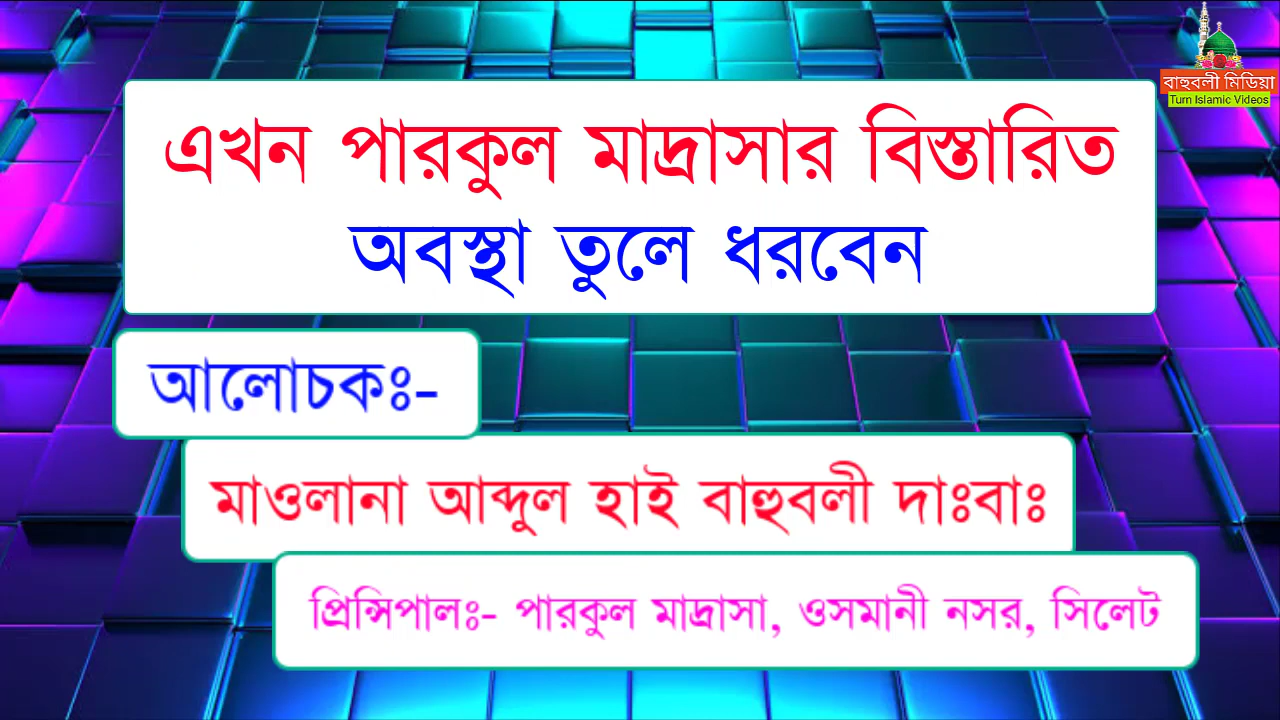 বাহুবলী মিডিয়া
Turn Islamic Videos
এখন পারকুল মাদ্রাসার বিস্তারিত
অবস্থা তুলে ধরবেন
আলোচকঃ-
মাওলানা আব্দুল হাই বাহুবলী দাঃবাঃ
প্রিন্সিপালঃ- পারকুল মাদ্রাসা, ওসমানী নসর, সিলেট